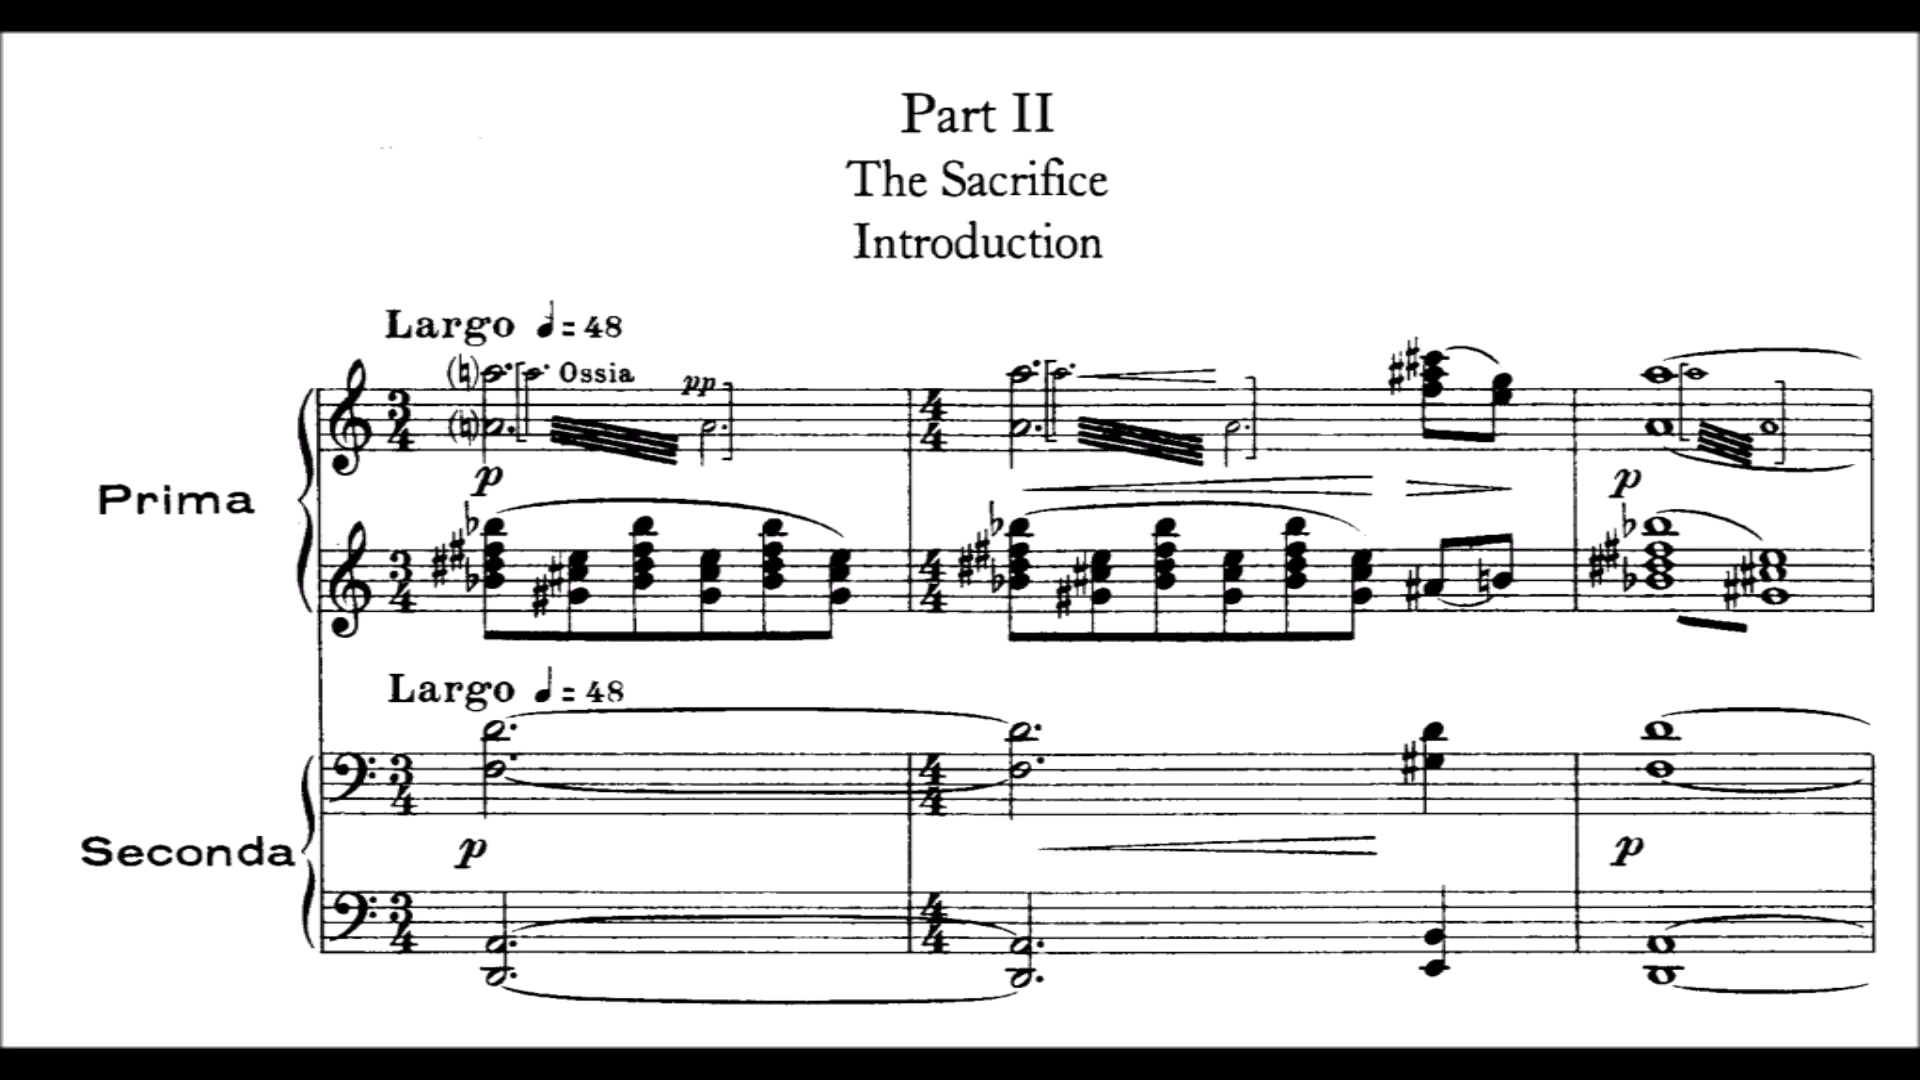 Part II
The Sacrifice
Introduction
Largo ♩ = 48
Ossia
pp
p
p
Prima
Largo ♩ = 48
p
p
Seconda